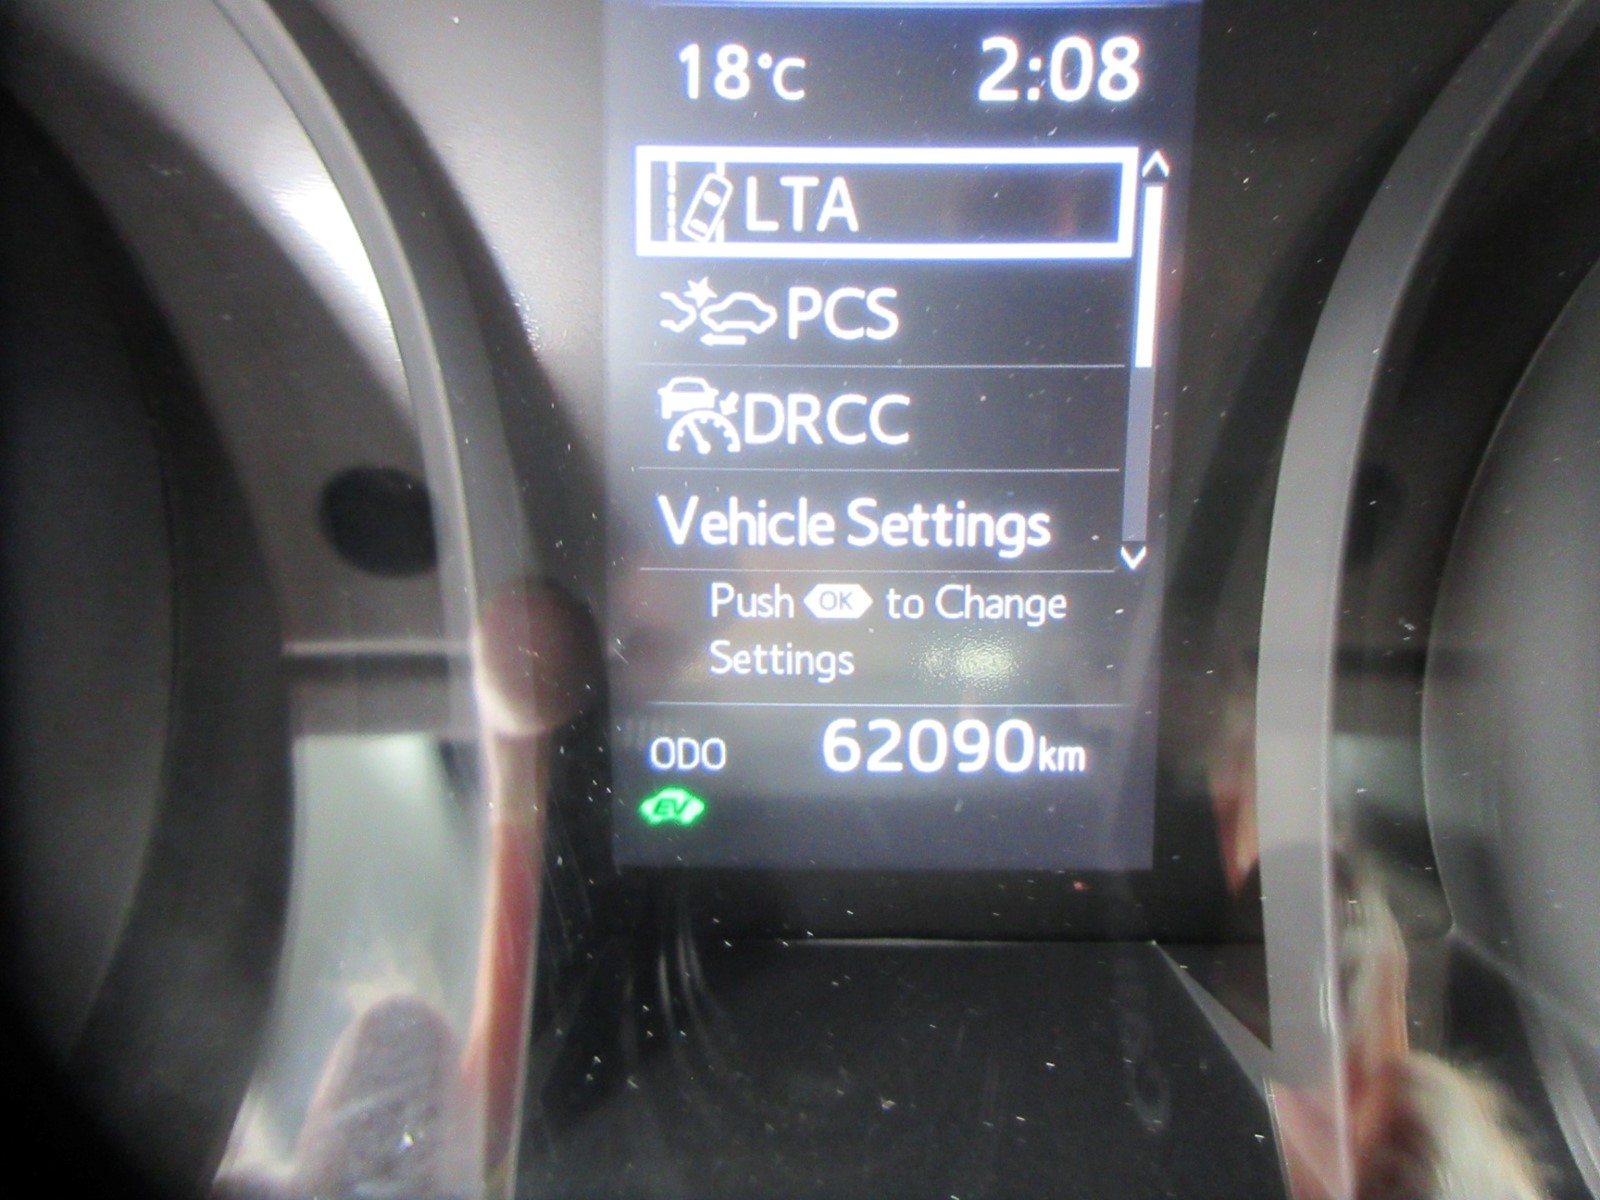 18°C 2:08
LTA
PCS
DRCC
Vehicle Settings
Push OK to Change
Settings
ODO 62090km
EV